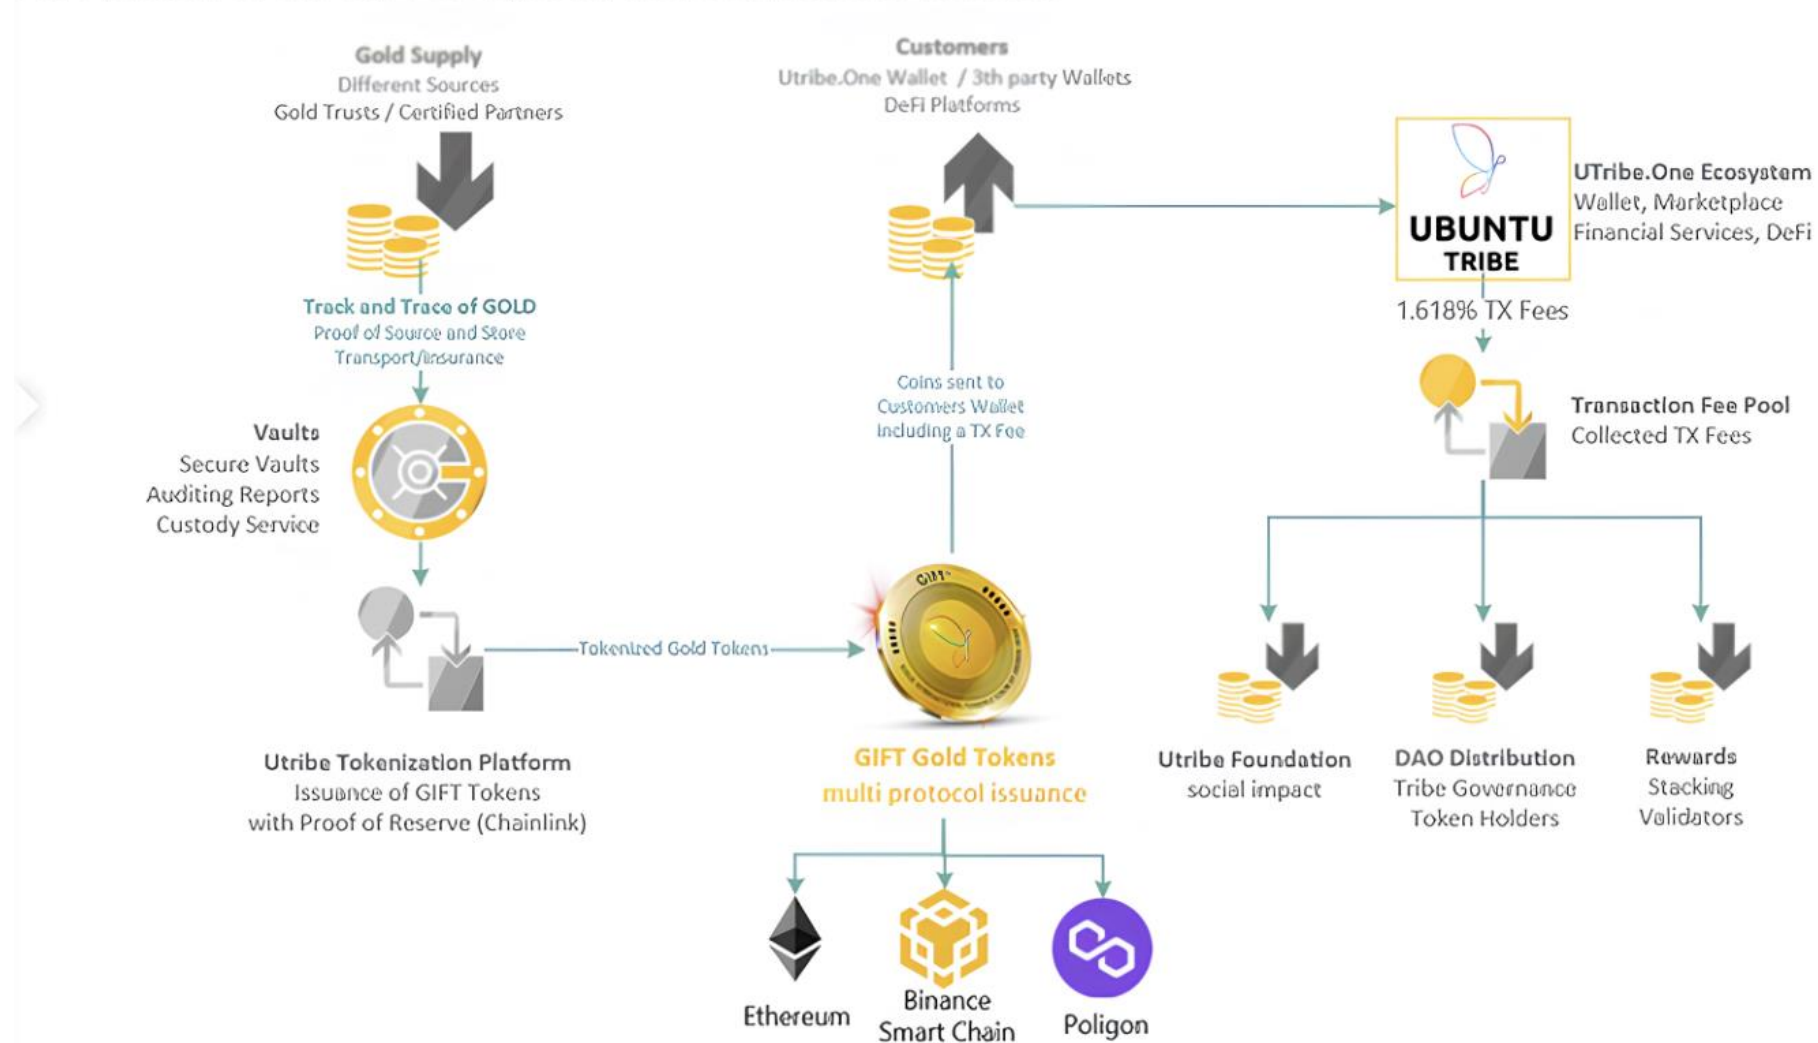 Gold Supply
Different Sources
Gold Trusts / Certified Partners
Track and Trace of GOLD
Proof of Source and Store
Transport/Insurance
Vaults
Secure Vaults
Auditing Reports
Custody Service
Utribe Tokenization Platform
Issuance of GIFT Tokens
with Proof of Reserve (Chainlink)
Tokenized Gold Tokens
Customers
Utribe.One Wallet / 3th party Wallets
DeFi Platforms
Coins sent to
Customers Wallet
including a TX Fee
GIFT Gold Tokens
multi protocol issuance
Ethereum
Binance
Smart Chain
Poligon
UBUNTU
TRIBE
UTribe.One Ecosystem
Wallet, Marketplace
Financial Services, DeFi
1.618% TX Fees
Transaction Fee Pool
Collected TX Fees
Utribe Foundation
social impact
DAO Distribution
Tribe Governance
Token Holders
Rewards
Stacking
Validators